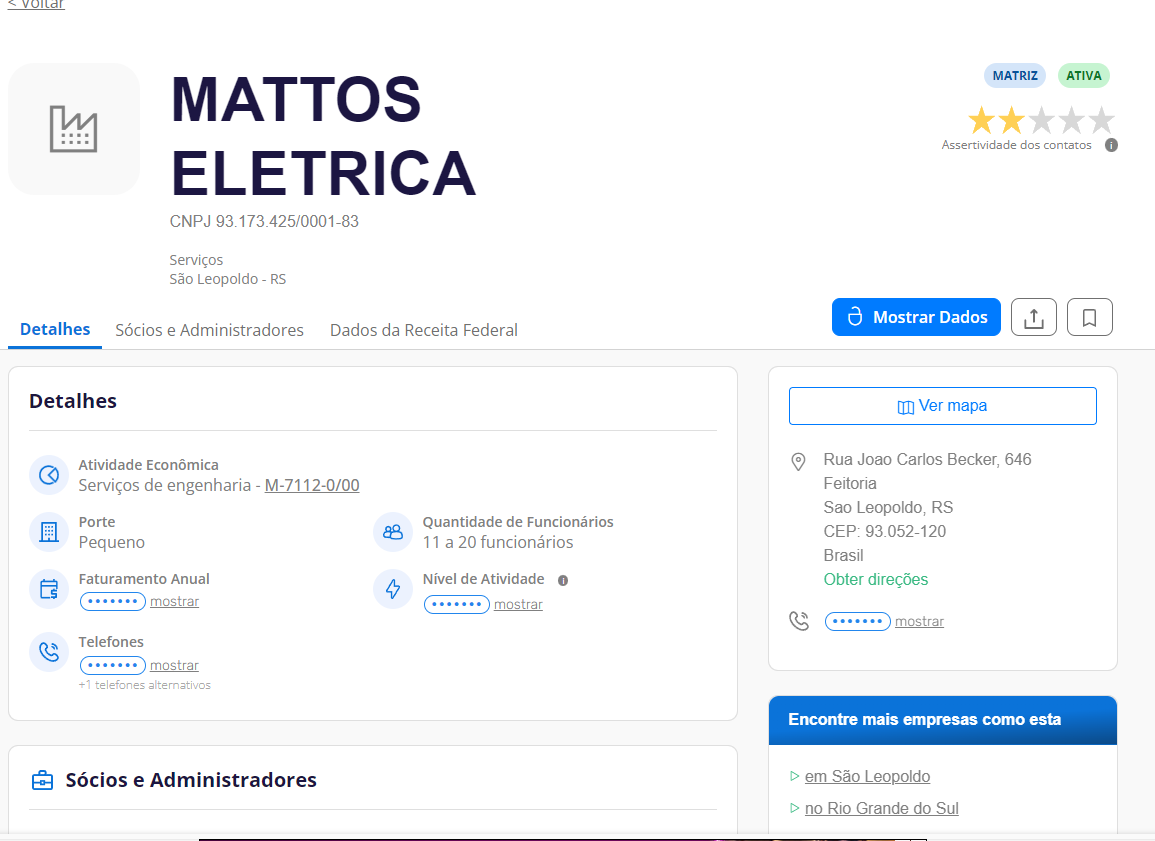 < Voltar
MATTOS
ELETRICA
CNPJ 93.173.425/0001-83
Serviços
São Leopoldo - RS
MATRIZ
ATIVA
Assertividade dos contatos
Detalhes
Sócios e Administradores
Dados da Receita Federal
Mostrar Dados
Detalhes
Atividade Econômica
Serviços de engenharia - M-7112-0/00
Porte
Pequeno
Quantidade de Funcionários
11 a 20 funcionários
Faturamento Anual
••••••• mostrar
Nível de Atividade
••••••• mostrar
Telefones
••••••• mostrar
+1 telefones alternativos
Sócios e Administradores
Ver mapa
Rua Joao Carlos Becker, 646
Feitoria
Sao Leopoldo, RS
CEP: 93.052-120
Brasil
Obter direções
••••••• mostrar
Encontre mais empresas como esta
em São Leopoldo
no Rio Grande do Sul